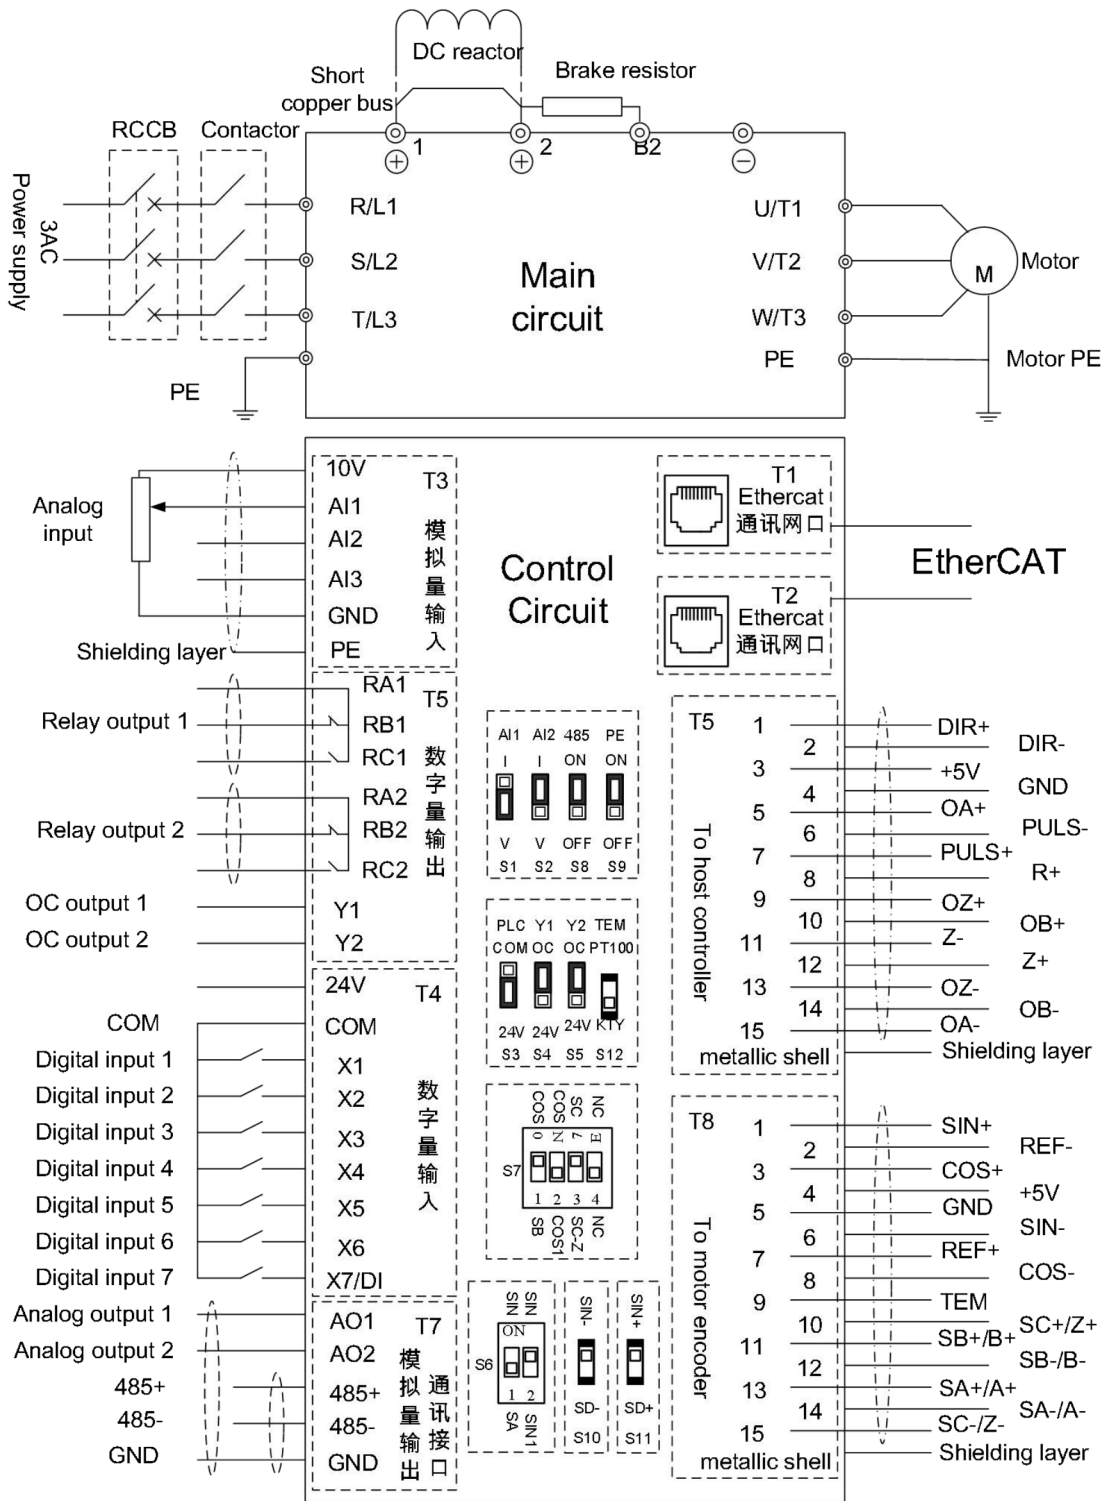 DC reactor
Short
copper bus
Brake resistor
RCCB
Contactor
1
2
B2
Power supply
3AC
R/L1
S/L2
T/L3
PE
Main
circuit
U/T1
V/T2
W/T3
PE
M
Motor
Motor PE
Analog
input
Shielding layer
10V
AI1
AI2
AI3
GND
PE
T3
模拟量输入
Control
Circuit
T1
Ethercat
通讯网口
T2
Ethercat
通讯网口
EtherCAT
Relay output 1
Relay output 2
OC output 1
OC output 2
RA1
RB1
RC1
RA2
RB2
RC2
Y1
Y2
T5
数字量输出
AI1 AI2 485 PE
I I ON ON
V V OFF OFF
S1 S2 S8 S9
PLC Y1 Y2 TEM
COM OC OC PT100
24V 24V 24V KTY
S3 S4 S5 S12
COM
Digital input 1
Digital input 2
Digital input 3
Digital input 4
Digital input 5
Digital input 6
Digital input 7
24V
COM
X1
X2
X3
X4
X5
X6
X7/DI
T4
数字量输入
COS COS SC NC
0 N 7 E
S7
1 2 3 4
SB COS1 SC-Z NC
Analog output 1
Analog output 2
485+
485-
GND
AO1
AO2
485+
485-
GND
T7
模拟量输出
通讯接口
SIN SIN
ON
S6
1 2
SA SIN1
SIN-
SD-
S10
SIN+
SD+
S11
T5
To host controller
1 DIR+
2 DIR-
3 +5V
4 GND
5 OA+
6 PULS-
7 PULS+
8 R+
9 OZ+
10 OB+
11 Z-
12 Z+
13 OZ-
14 OB-
15 OA-
metallic shell Shielding layer
T8
To motor encoder
1 SIN+
2 REF-
3 COS+
4 +5V
5 GND
6 SIN-
7 REF+
8 COS-
9 TEM
10 SC+/Z+
11 SB+/B+
12 SB-/B-
13 SA+/A+
14 SA-/A-
15 SC-/Z-
metallic shell Shielding layer